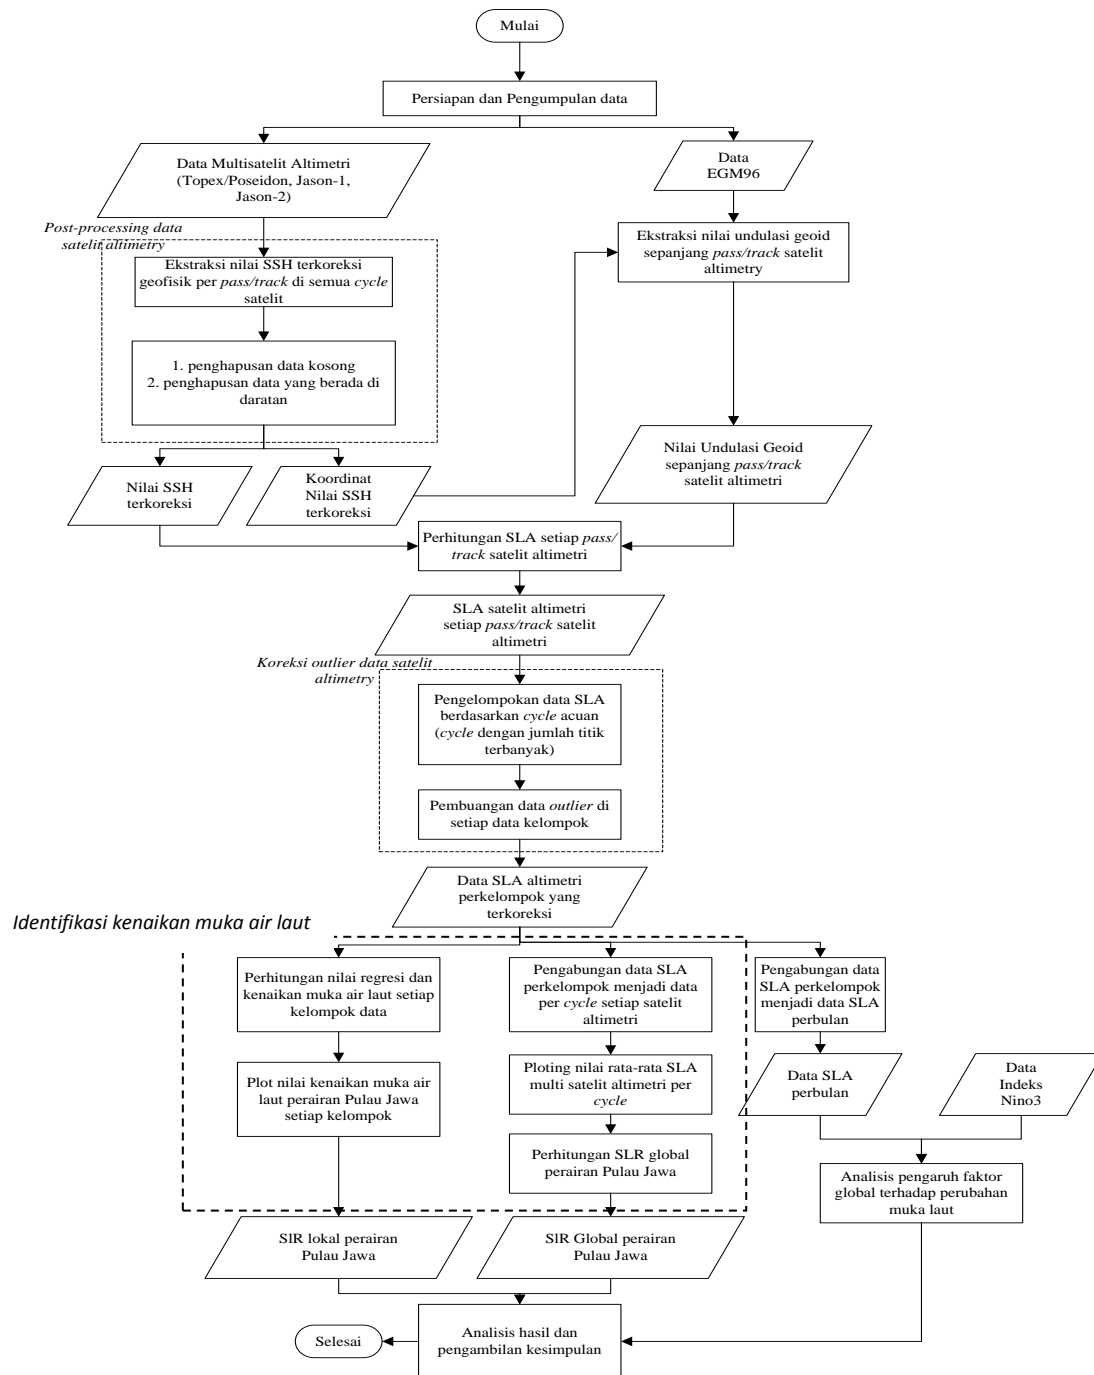 Mulai
Persiapan dan Pengumpulan data
Data Multisatelit Altimetri
(Topex/Poseidon, Jason-1,
Jason-2)
Data
EGM96
Post-processing data
satelit altimetry
Ekstraksi nilai SSH terkoreksi
geofisik per pass/track di semua cycle
satelit
Ekstraksi nilai undulasi geoid
sepanjang pass/track satelit
altimetry
1. penghapusan data kosong
2. penghapusan data yang berada di
daratan
Nilai SSH
terkoreksi
Koordinat
Nilai SSH
terkoreksi
Nilai Undulasi Geoid
sepanjang pass/track
satelit altimetri
Perhitungan SLA setiap pass/
track satelit altimetri
SLA satelit altimetri
setiap pass/track satelit
altimetri
Koreksi outlier data satelit
altimetry
Pengelompokan data SLA
berdasarkan cycle acuan
(cycle dengan jumlah titik
terbanyak)
Pembuangan data outlier di
setiap data kelompok
Data SLA altimetri
perkelompok yang
terkoreksi
Identifikasi kenaikan muka air laut
Perhitungan nilai regresi dan
kenaikan muka air laut setiap
kelompok data
Pengabungan data SLA
perkelompok menjadi data
per cycle setiap satelit
altimetri
Pengabungan data
SLA perkelompok
menjadi data SLA
perbulan
Plot nilai kenaikan muka air
laut perairan Pulau Jawa
setiap kelompok
Ploting nilai rata-rata SLA
multi satelit altimetri per
cycle
Data SLA
perbulan
Data
Indeks
Nino3
Perhitungan SLR global
perairan Pulau Jawa
Analisis pengaruh faktor
global terhadap perubahan
muka laut
SlR lokal perairan
Pulau Jawa
SlR Global perairan
Pulau Jawa
Analisis hasil dan
pengambilan kesimpulan
Selesai